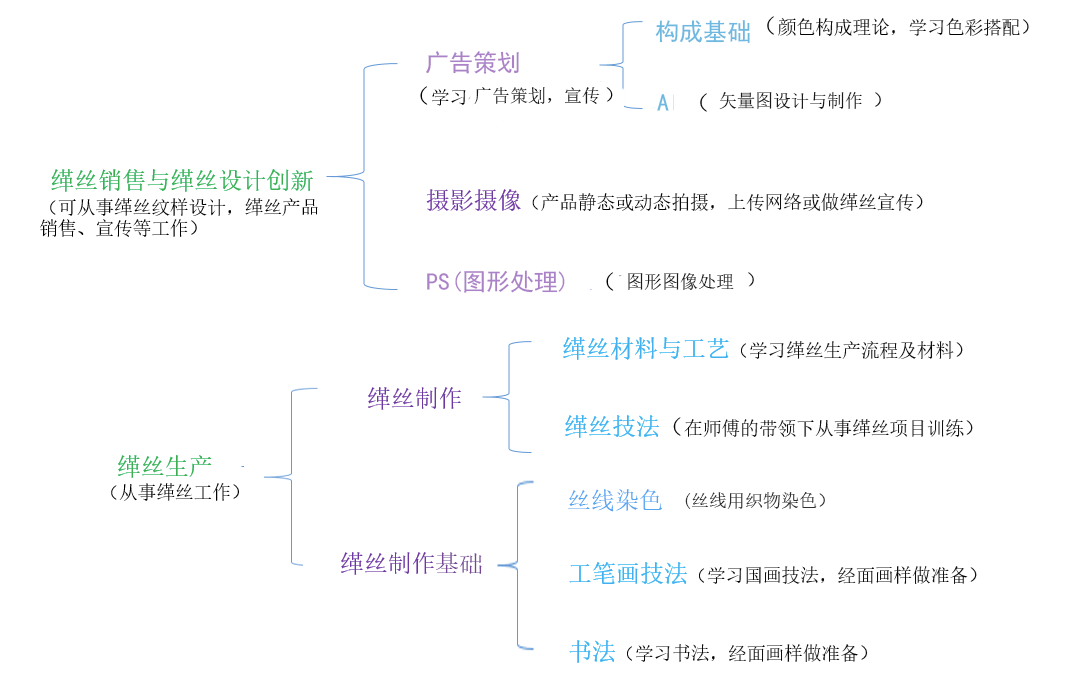 构成基础（颜色构成理论，学习色彩搭配）
广告策划
（学习 广告策划，宣传）
AI （ 矢量图设计与制作 ）
缂丝销售与缂丝设计创新
（可从事缂丝纹样设计，缂丝产品
销售、宣传等工作）
摄影摄像（产品静态或动态拍摄，上传网络或做缂丝宣传）
PS(图形处理) （ 图形图像处理 ）
缂丝材料与工艺（学习缂丝生产流程及材料）
缂丝制作
缂丝技法（在师傅的带领下从事缂丝项目训练）
缂丝生产
（从事缂丝工作）
丝线染色 (丝线用织物染色）
缂丝制作基础
工笔画技法（学习国画技法，经面画样做准备）
书法（学习书法，经面画样做准备）